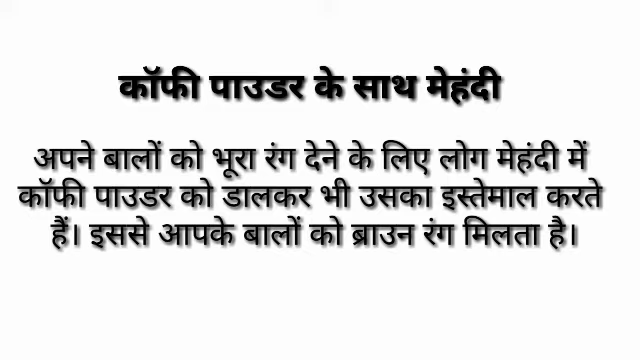 कॉफी पाउडर के साथ मेहंदी
अपने बालों को भूरा रंग देने के लिए लोग मेहंदी में
कॉफी पाउडर को डालकर भी उसका इस्तेमाल करते
हैं। इससे आपके बालों को ब्राउन रंग मिलता है।